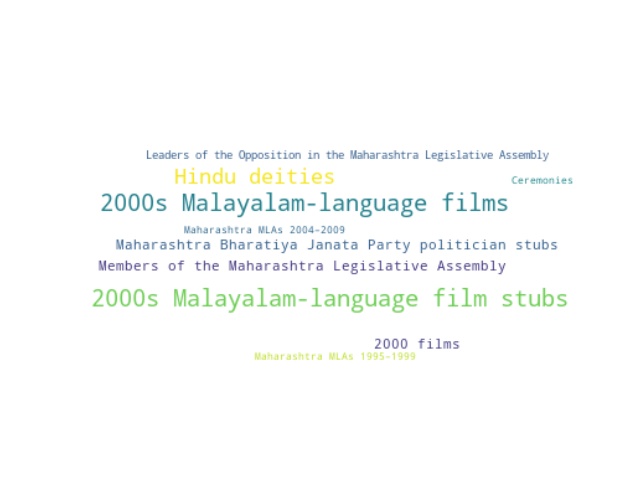 Leaders of the Opposition in the Maharashtra Legislative Assembly
Hindu deities
Ceremonies
2000s Malayalam-language films
Maharashtra MLAs 2004–2009
Maharashtra Bharatiya Janata Party politician stubs
Members of the Maharashtra Legislative Assembly
2000s Malayalam-language film stubs
2000 films
Maharashtra MLAs 1995–1999